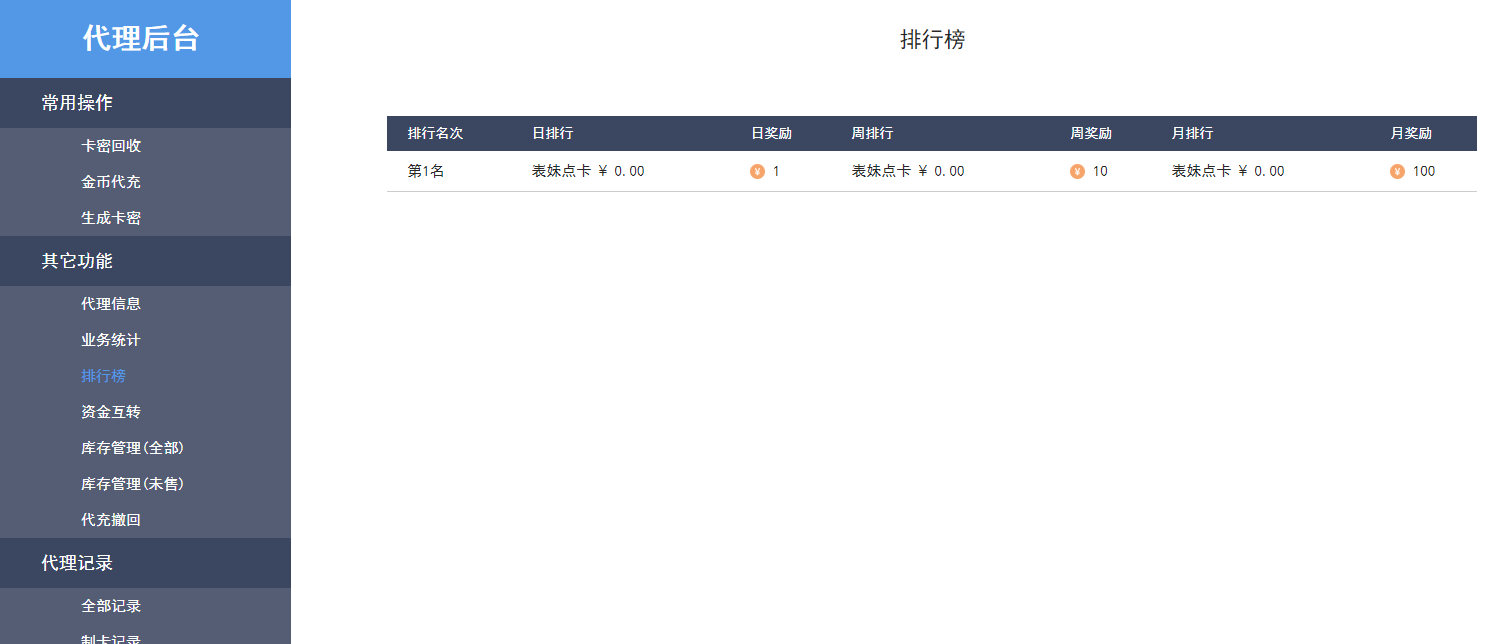 代理后台
常用操作
卡密回收
金币代充
生成卡密
其它功能
代理信息
业务统计
排行榜
资金互转
库存管理(全部)
库存管理(未售)
代充撤回
代理记录
全部记录
制卡记录
排行榜
排行名次 日排行 日奖励 周排行 周奖励 月排行 月奖励
第1名 表妹点卡 ¥ 0.00 ¥ 1 表妹点卡 ¥ 0.00 ¥ 10 表妹点卡 ¥ 0.00 ¥ 100